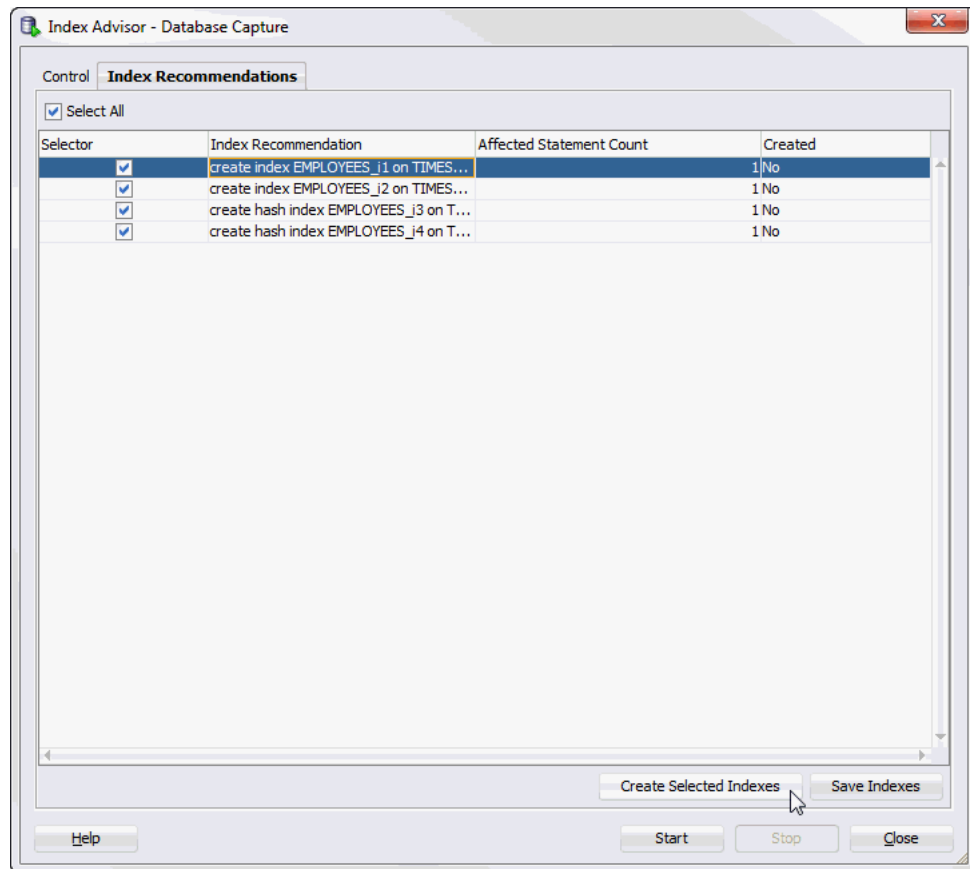 Index Advisor - Database Capture
Control Index Recommendations
Select All
Selector Index Recommendation Affected Statement Count Created
create index EMPLOYEES_i1 on TIMES... 1 No
create index EMPLOYEES_i2 on TIMES... 1 No
create hash index EMPLOYEES_i3 on T... 1 No
create hash index EMPLOYEES_i4 on T... 1 No
Create Selected Indexes Save Indexes
Help Start Stop Close